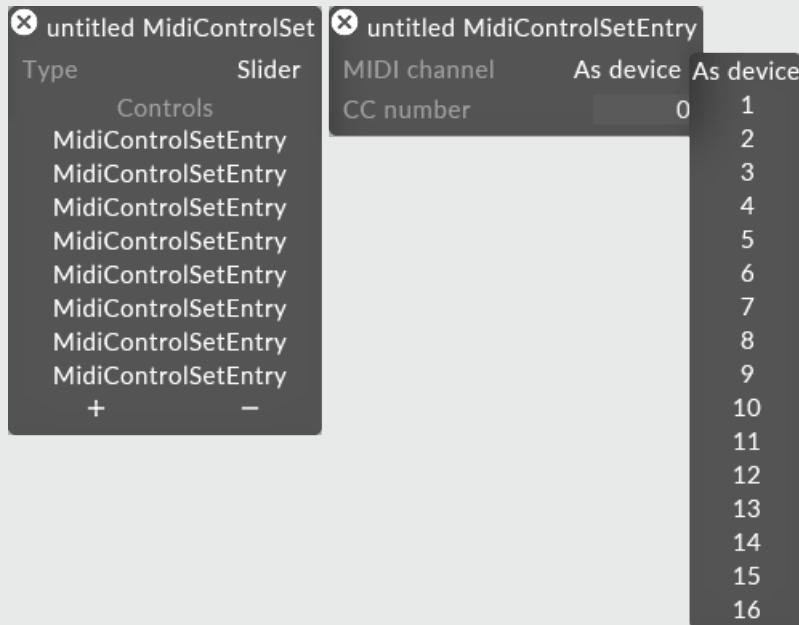 untitled MidiControlSet
Type Slider
Controls
MidiControlSetEntry
MidiControlSetEntry
MidiControlSetEntry
MidiControlSetEntry
MidiControlSetEntry
MidiControlSetEntry
MidiControlSetEntry
MidiControlSetEntry
+ −
untitled MidiControlSetEntry
MIDI channel As device
CC number 0
As device
1
2
3
4
5
6
7
8
9
10
11
12
13
14
15
16